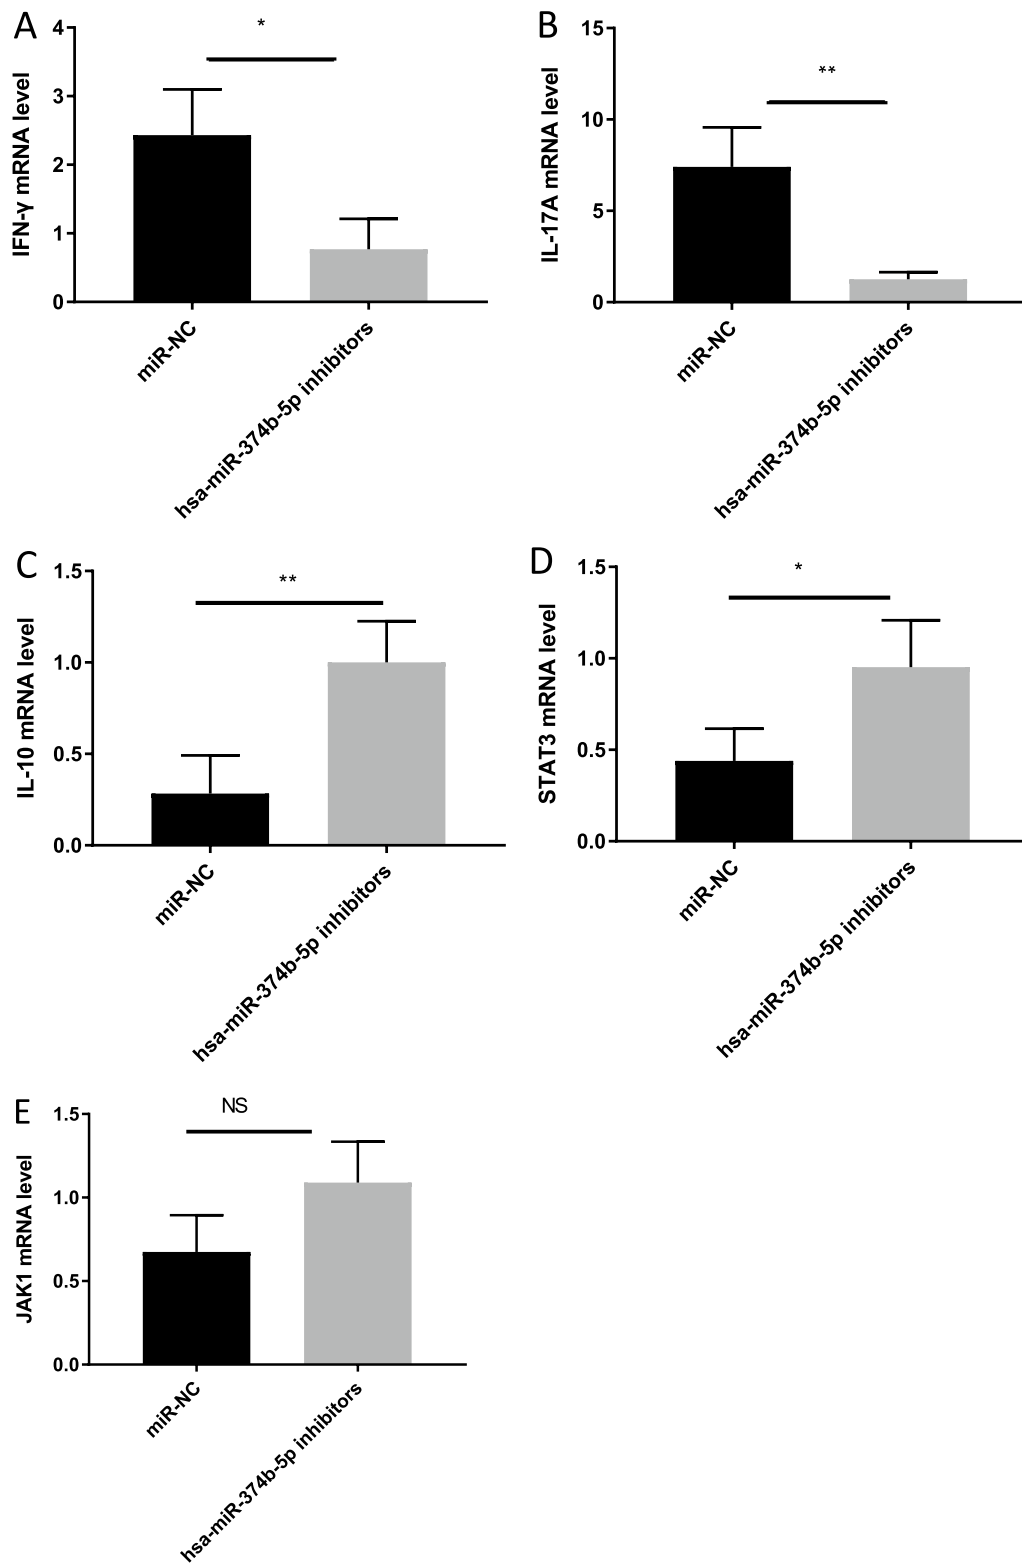 A
IFN-γ mRNA level
4
3
2
1
0
*
miR-NC
hsa-miR-374b-5p inhibitors
B
IL-17A mRNA level
15
10
5
0
**
miR-NC
hsa-miR-374b-5p inhibitors
C
IL-10 mRNA level
1.5
1.0
0.5
0.0
**
miR-NC
hsa-miR-374b-5p inhibitors
D
STAT3 mRNA level
1.5
1.0
0.5
0.0
*
miR-NC
hsa-miR-374b-5p inhibitors
E
JAK1 mRNA level
1.5
1.0
0.5
0.0
NS
miR-NC
hsa-miR-374b-5p inhibitors